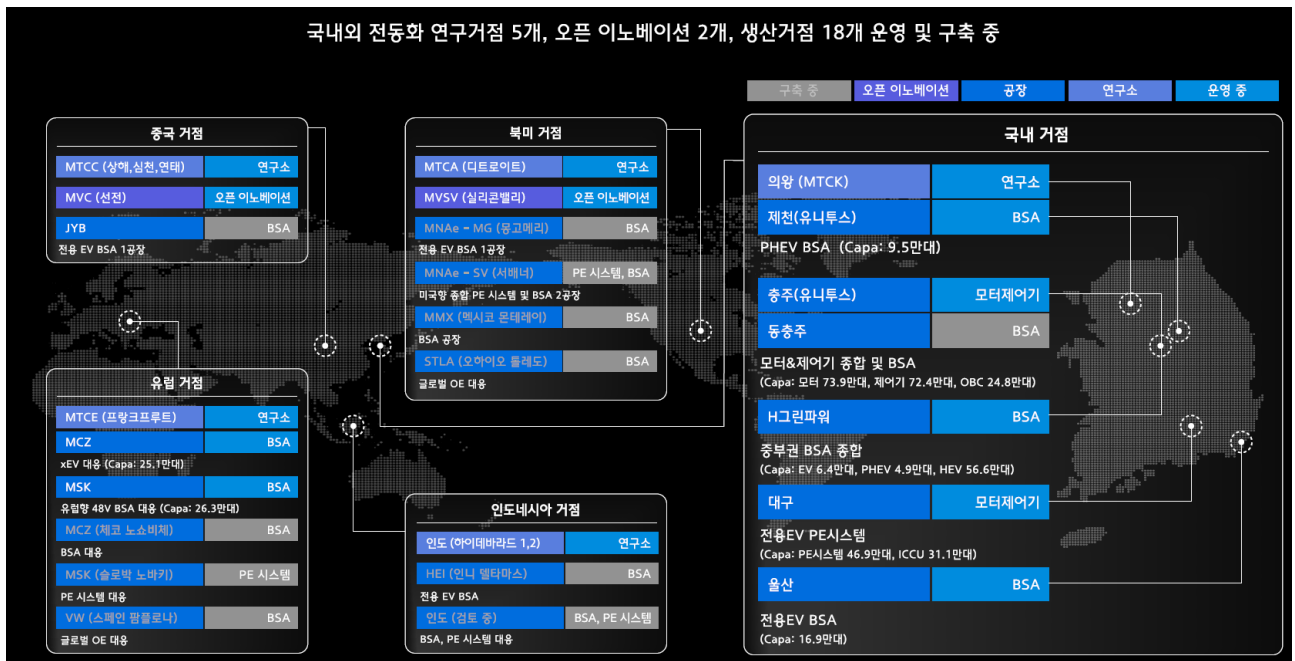 국내외 전동화 연구거점 5개, 오픈 이노베이션 2개, 생산거점 18개 운영 및 구축 중
구축 중 오픈 이노베이션 공장 연구소 운영 중
중국 거점
MTCC (상해,심천,연태) 연구소
MVC (선전) 오픈 이노베이션
JYB BSA
전용 EV BSA 1공장
유럽 거점
MTCE (프랑크프루트) 연구소
MCZ BSA
xEV 대응 (Capa: 25.1만대)
MSK BSA
유럽향 48V BSA 대응 (Capa: 26.3만대)
MCZ (체코 노쇼비체) BSA
BSA 대응
MSK (슬로박 노바키) PE 시스템
PE 시스템 대응
VW (스페인 팜플로나) BSA
글로벌 OE 대응
북미 거점
MTCA (디트로이트) 연구소
MVSV (실리콘밸리) 오픈 이노베이션
MNAe - MG (몽고메리) BSA
전용 EV BSA 1공장
MNAe - SV (서배너) PE 시스템, BSA
미국향 종합 PE 시스템 및 BSA 2공장
MMX (멕시코 몬테레이) BSA
BSA 공장
STLA (오하이오 톨레도) BSA
글로벌 OE 대응
인도네시아 거점
인도 (하이데바라드 1,2) 연구소
HEI (인니 델타마스) BSA
전용 EV BSA
인도 (검토 중) BSA, PE 시스템
BSA, PE 시스템 대응
국내 거점
의왕 (MTCK) 연구소
제천(유니투스) BSA
PHEV BSA (Capa: 9.5만대)
충주(유니투스) 모터제어기
동충주 BSA
모터&제어기 종합 및 BSA
(Capa: 모터 73.9만대, 제어기 72.4만대, OBC 24.8만대)
H그린파워 BSA
중부권 BSA 종합
(Capa: EV 6.4만대, PHEV 4.9만대, HEV 56.6만대)
대구 모터제어기
전용EV PE시스템
(Capa: PE시스템 46.9만대, ICCU 31.1만대)
울산 BSA
전용EV BSA
(Capa: 16.9만대)